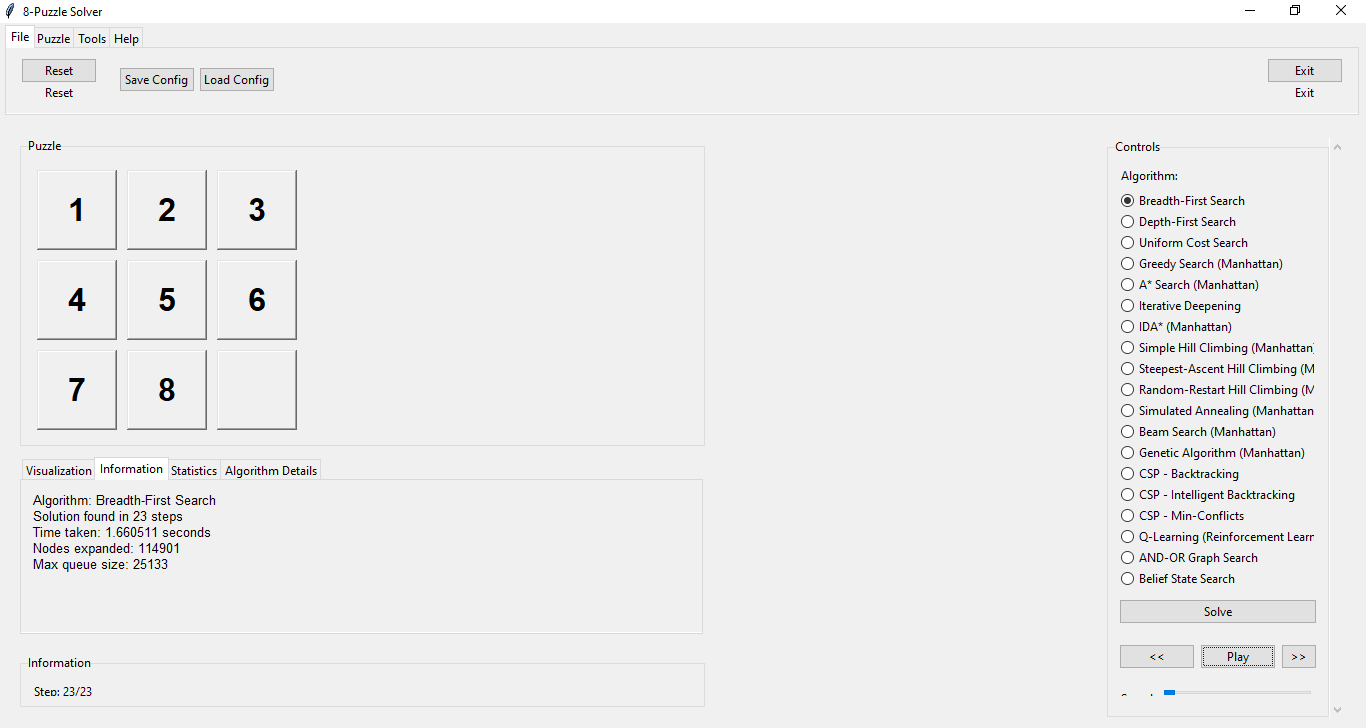 8-Puzzle Solver
File Puzzle Tools Help
Reset Save Config Load Config Exit
Reset Exit
Puzzle
1 2 3
4 5 6
7 8
Visualization Information Statistics Algorithm Details
Algorithm: Breadth-First Search
Solution found in 23 steps
Time taken: 1.660511 seconds
Nodes expanded: 114901
Max queue size: 25133
Information
Step: 23/23
Controls
Algorithm:
Breadth-First Search
Depth-First Search
Uniform Cost Search
Greedy Search (Manhattan)
A* Search (Manhattan)
Iterative Deepening
IDA* (Manhattan)
Simple Hill Climbing (Manhattan)
Steepest-Ascent Hill Climbing (M
Random-Restart Hill Climbing (M
Simulated Annealing (Manhattan
Beam Search (Manhattan)
Genetic Algorithm (Manhattan)
CSP - Backtracking
CSP - Intelligent Backtracking
CSP - Min-Conflicts
Q-Learning (Reinforcement Learn
AND-OR Graph Search
Belief State Search
Solve
<< Play >>